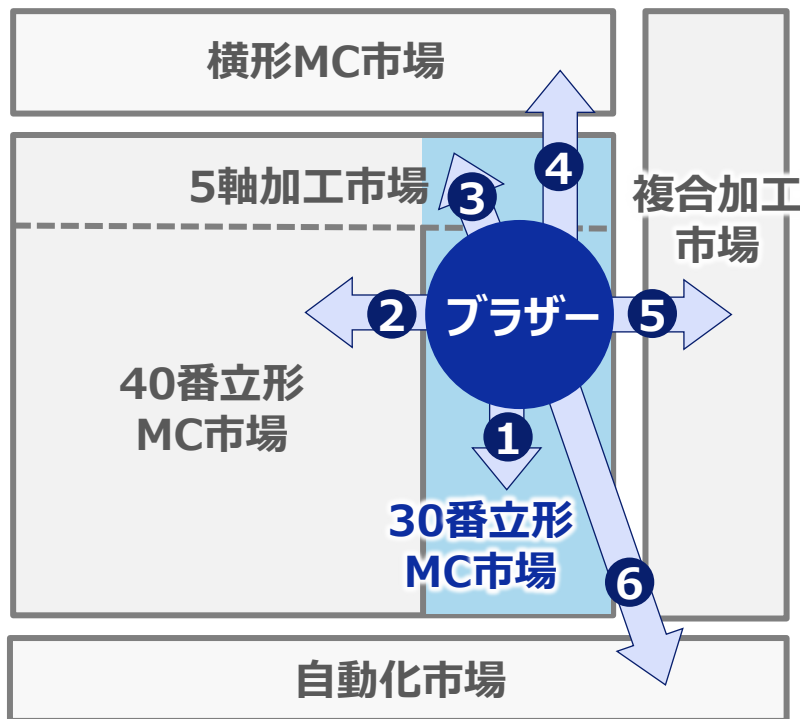 横形MC市場
5軸加工市場
3
4
複合加工
市場
2
ブラザー
5
40番立形
MC市場
1
30番立形
MC市場
6
自動化市場